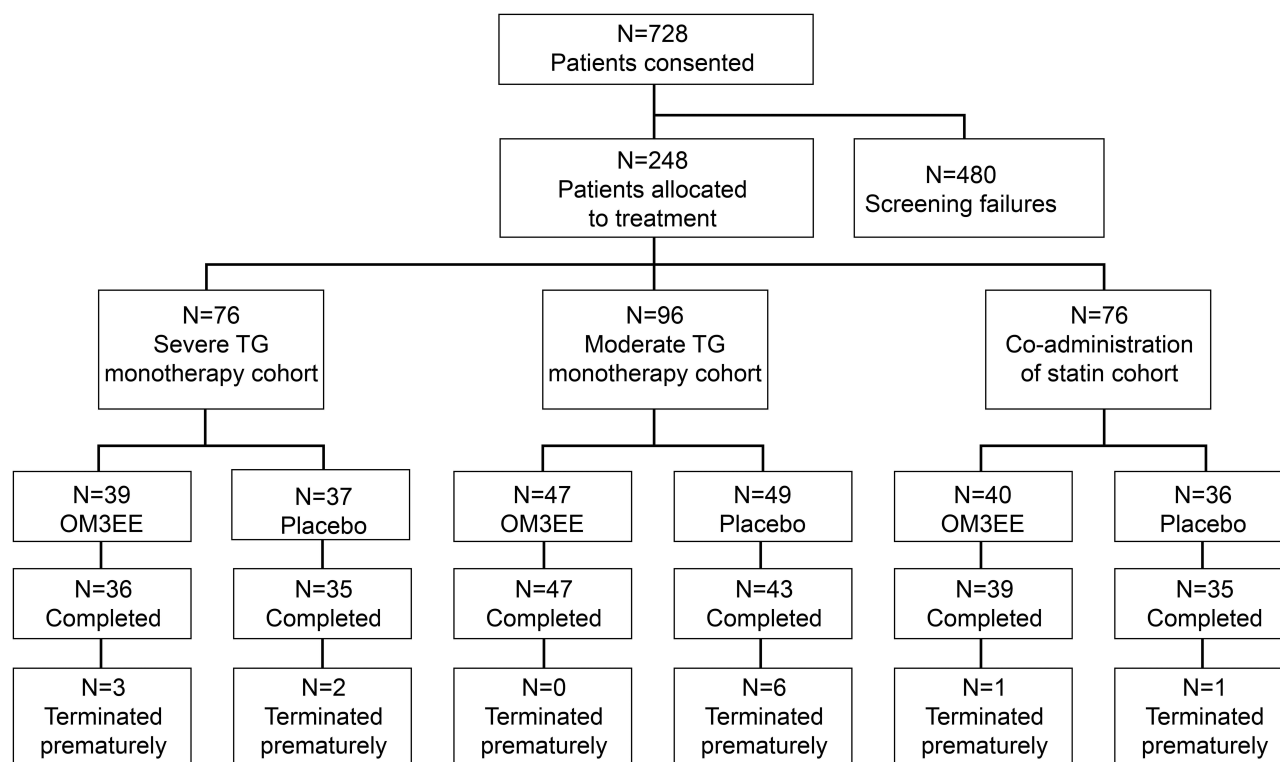 N=728
Patients consented
N=248
Patients allocated
to treatment
N=480
Screening failures
N=76
Severe TG
monotherapy cohort
N=96
Moderate TG
monotherapy cohort
N=76
Co-administration
of statin cohort
N=39
OM3EE
N=37
Placebo
N=47
OM3EE
N=49
Placebo
N=40
OM3EE
N=36
Placebo
N=36
Completed
N=35
Completed
N=47
Completed
N=43
Completed
N=39
Completed
N=35
Completed
N=3
Terminated
prematurely
N=2
Terminated
prematurely
N=0
Terminated
prematurely
N=6
Terminated
prematurely
N=1
Terminated
prematurely
N=1
Terminated
prematurely